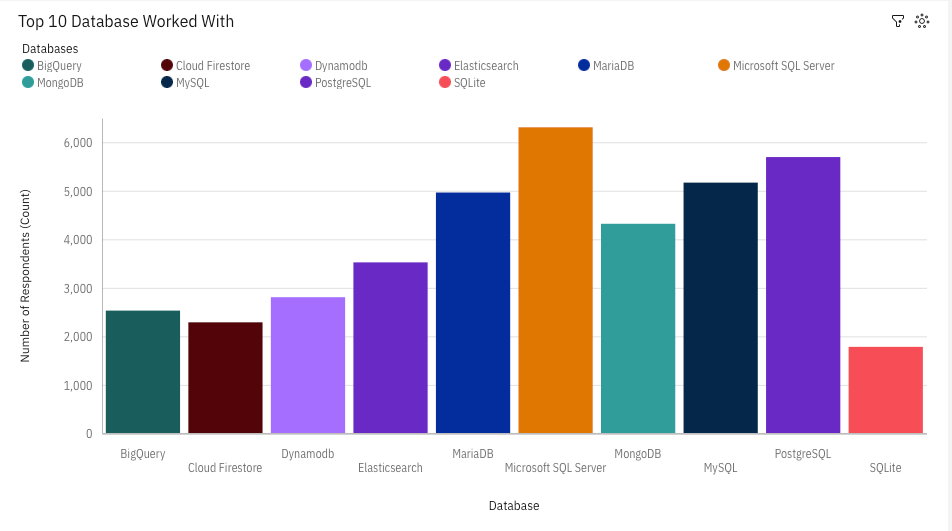 Top 10 Database Worked With
Databases
BigQuery Cloud Firestore Dynamodb Elasticsearch MariaDB Microsoft SQL Server
MongoDB MySQL PostgreSQL SQLite
Number of Respondents (Count)
6,000
5,000
4,000
3,000
2,000
1,000
0
BigQuery Dynamodb MariaDB MongoDB PostgreSQL
Cloud Firestore Elasticsearch Microsoft SQL Server MySQL SQLite
Database